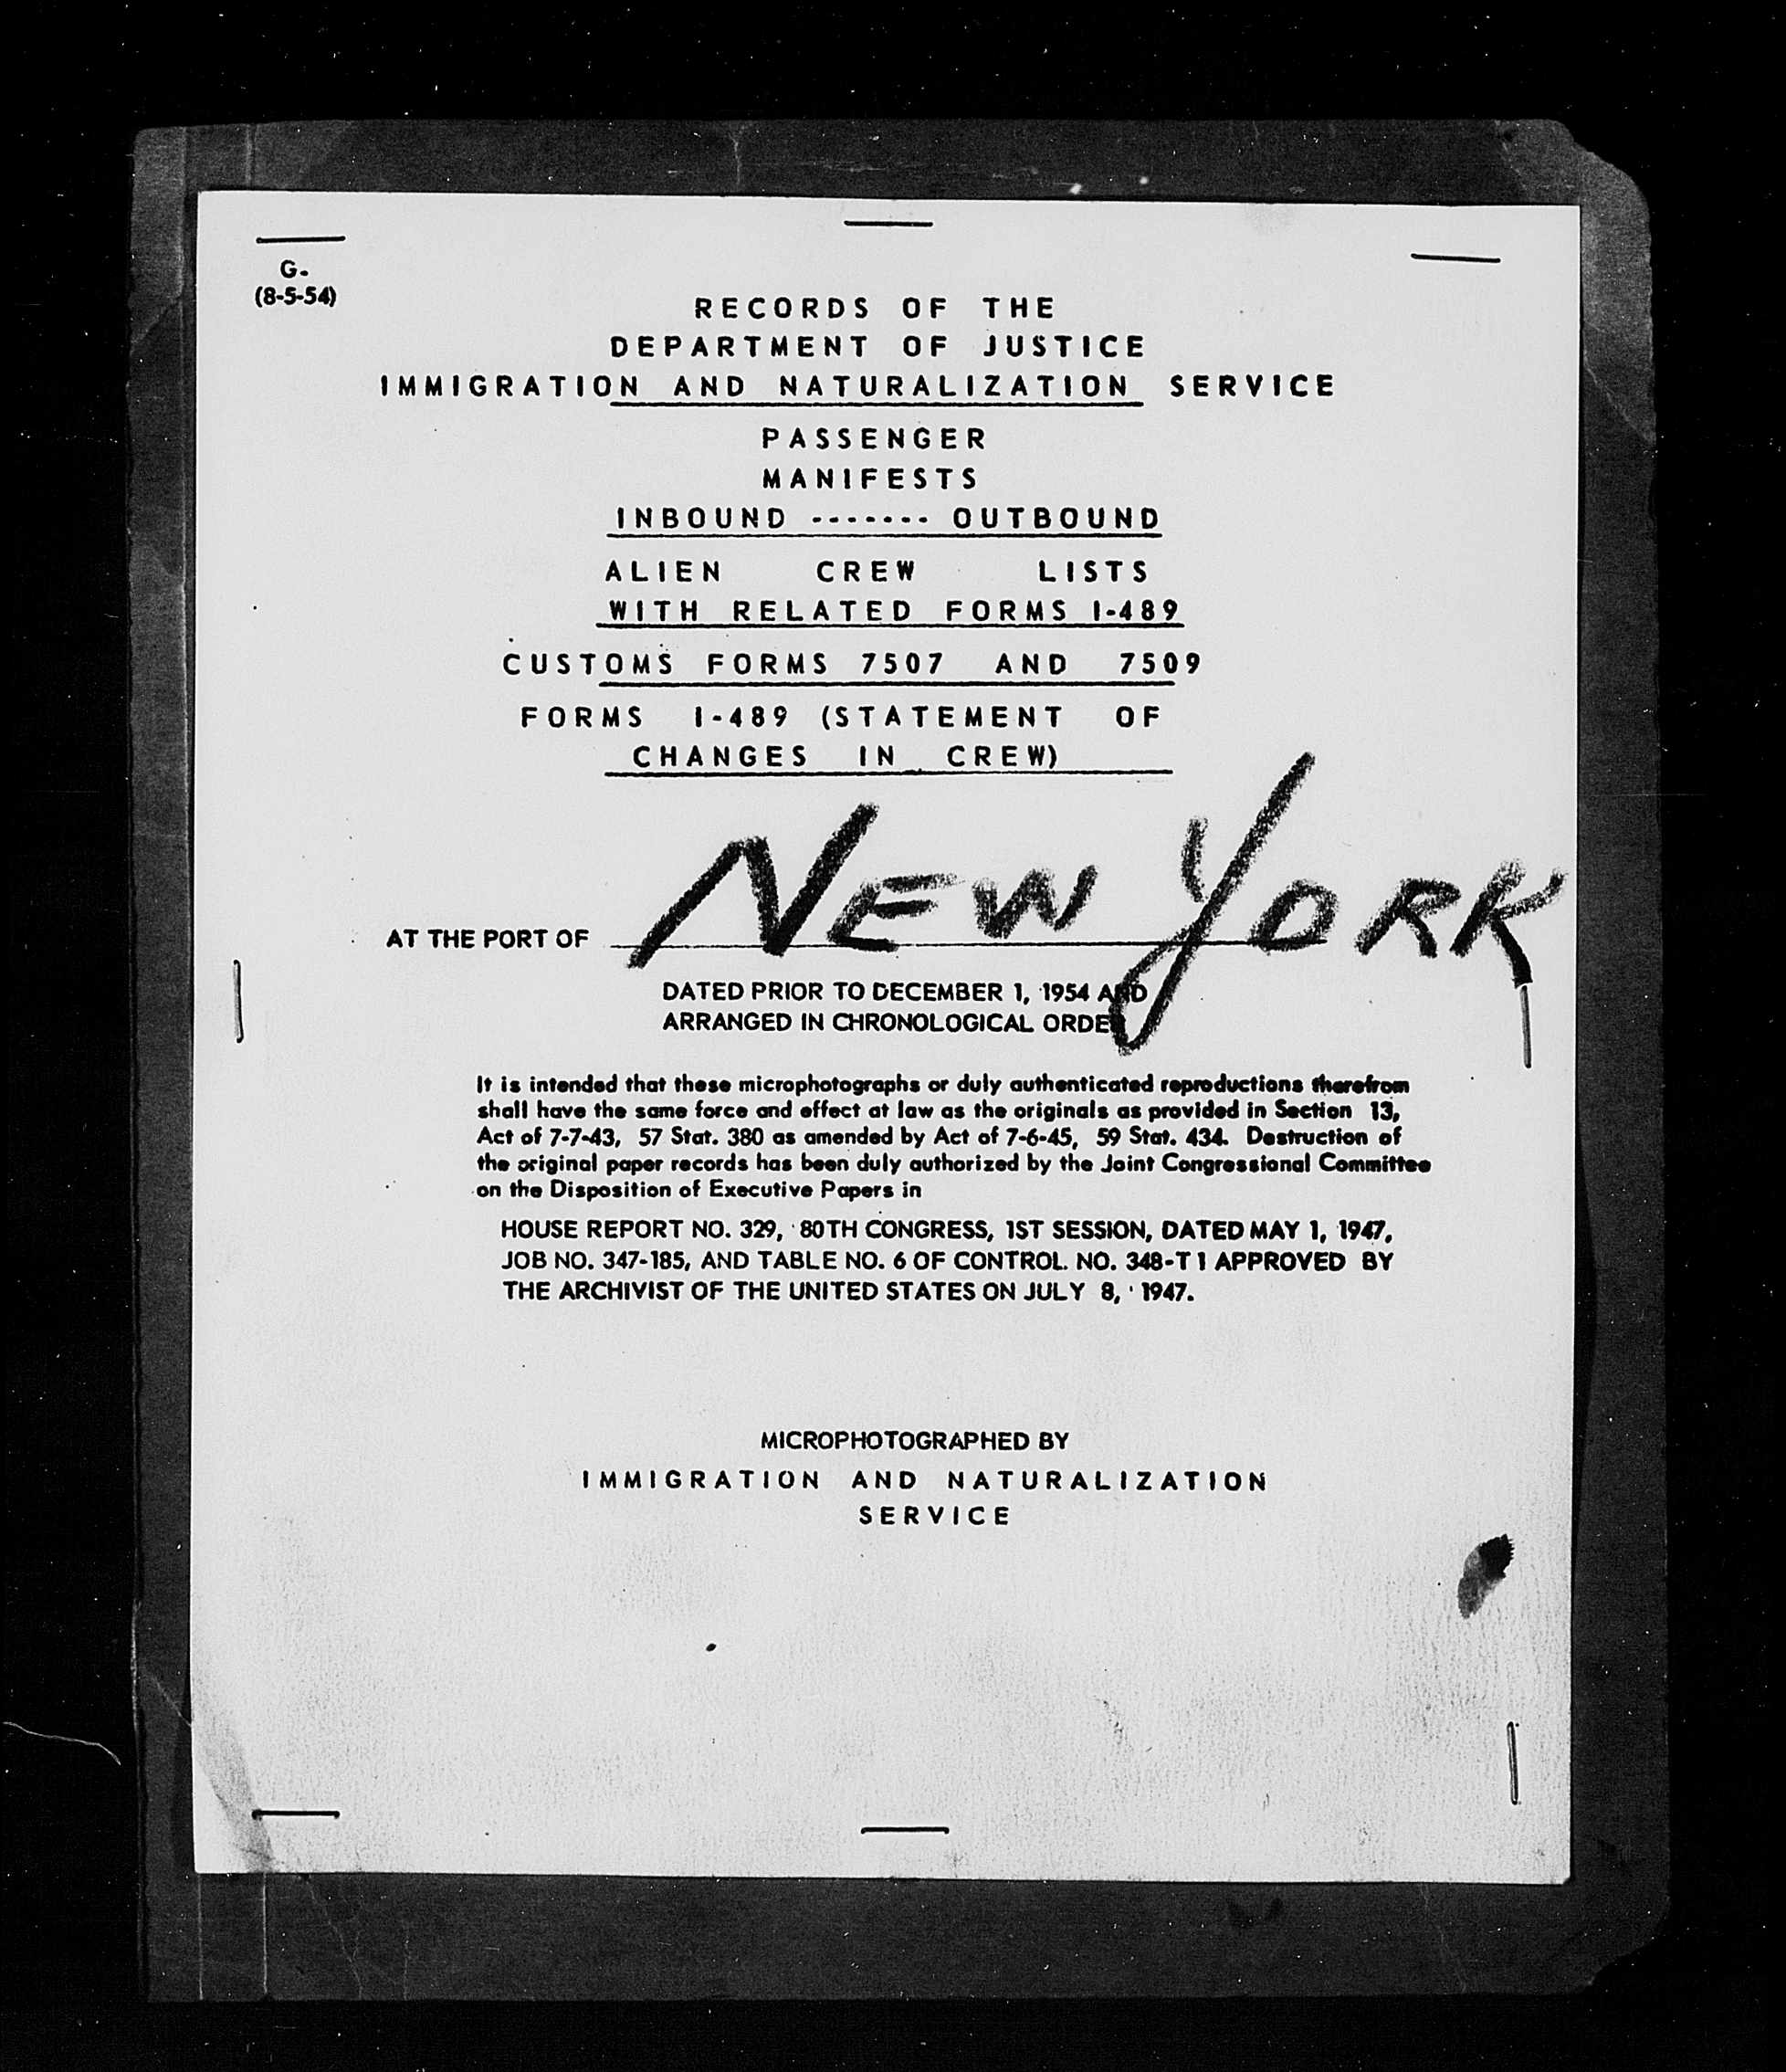 G-
(8-5-54)
RECORDS OF THE
DEPARTMENT OF JUSTICE
IMMIGRATION AND NATURALIZATION SERVICE
PASSENGER
MANIFESTS
INBOUND ------- OUTBOUND
ALIEN CREW LISTS
WITH RELATED FORMS I-489
CUSTOMS FORMS 7507 AND 7509
FORMS I-489 (STATEMENT OF
CHANGES IN CREW)
AT THE PORT OF NEW YORK
DATED PRIOR TO DECEMBER 1, 1954 AND
ARRANGED IN CHRONOLOGICAL ORDER
It is intended that these microphotographs or duly authenticated reproductions therefrom
shall have the same force and effect at law as the originals as provided in Section 13,
Act of 7-7-43, 57 Stat. 380 as amended by Act of 7-6-45, 59 Stat. 434. Destruction of
the original paper records has been duly authorized by the Joint Congressional Committee
on the Disposition of Executive Papers in
HOUSE REPORT NO. 329, 80TH CONGRESS, 1ST SESSION, DATED MAY 1, 1947,
JOB NO. 347-185, AND TABLE NO. 6 OF CONTROL NO. 348-T1 APPROVED BY
THE ARCHIVIST OF THE UNITED STATES ON JULY 8, 1947.
MICROPHOTOGRAPHED BY
IMMIGRATION AND NATURALIZATION
SERVICE